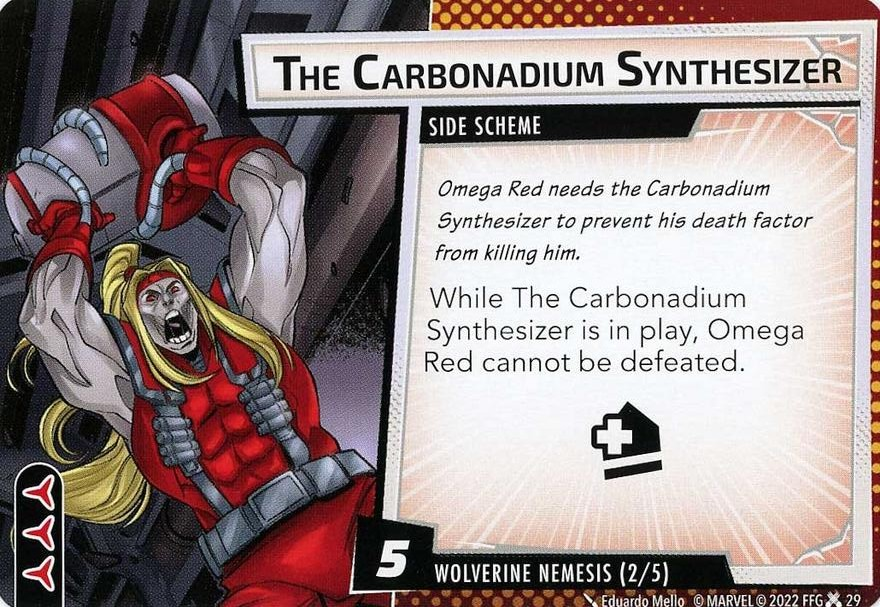 THE CARBONADIUM SYNTHESIZER
SIDE SCHEME
Omega Red needs the Carbonadium
Synthesizer to prevent his death factor
from killing him.
While The Carbonadium
Synthesizer is in play, Omega
Red cannot be defeated.
5
WOLVERINE NEMESIS (2/5)
Eduardo Mello © MARVEL © 2022 FFG 29